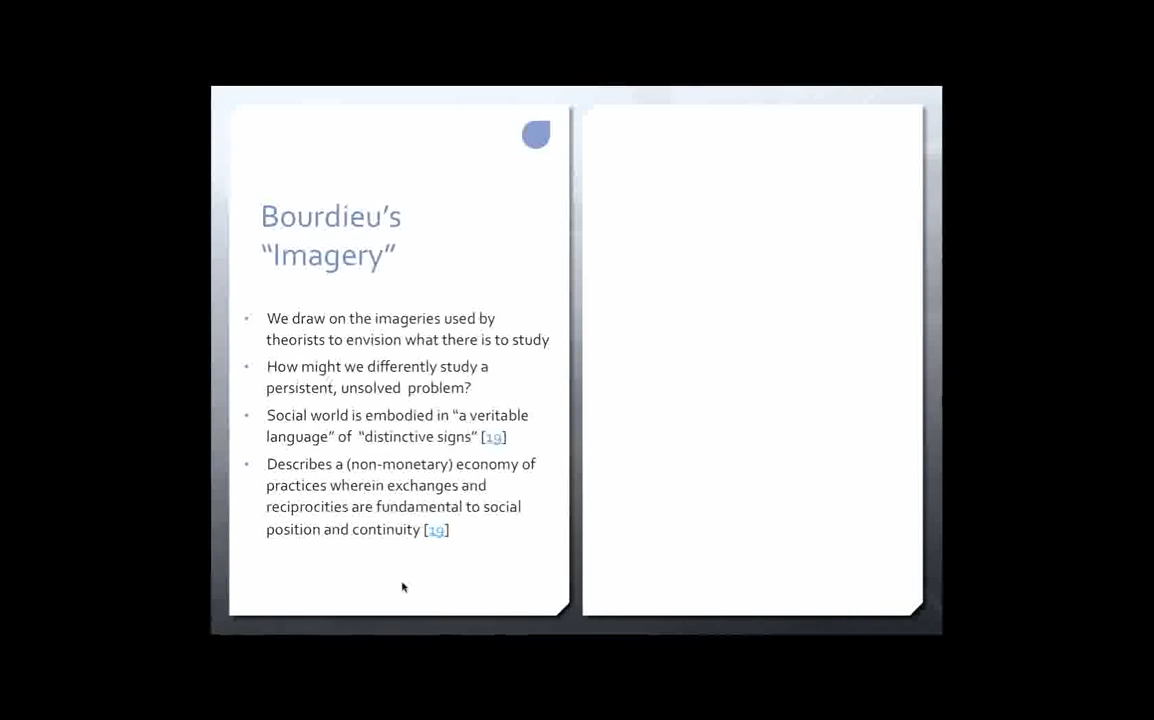 Bourdieu's
"Imagery"
• We draw on the imageries used by
theorists to envision what there is to study
• How might we differently study a
persistent, unsolved problem?
• Social world is embodied in "a veritable
language" of "distinctive signs" [19]
• Describes a (non-monetary) economy of
practices wherein exchanges and
reciprocities are fundamental to social
position and continuity [19]